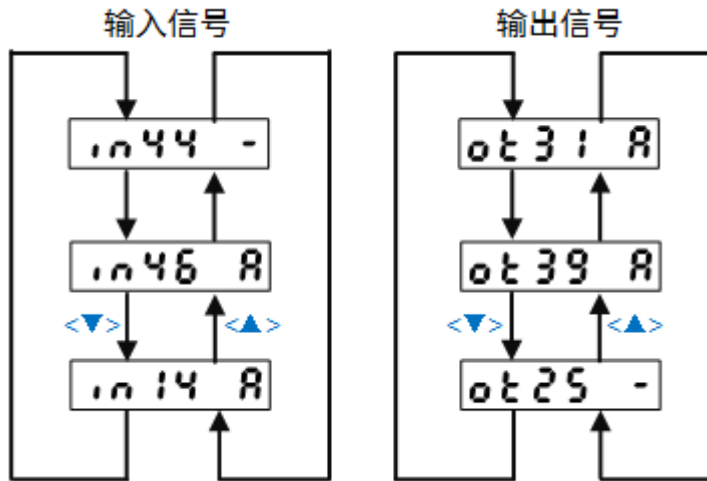 输入信号 输出信号
in44 - ot31 A
in46 A ot39 A
<▼> <▲> <▼> <▲>
in14 A ot25 -